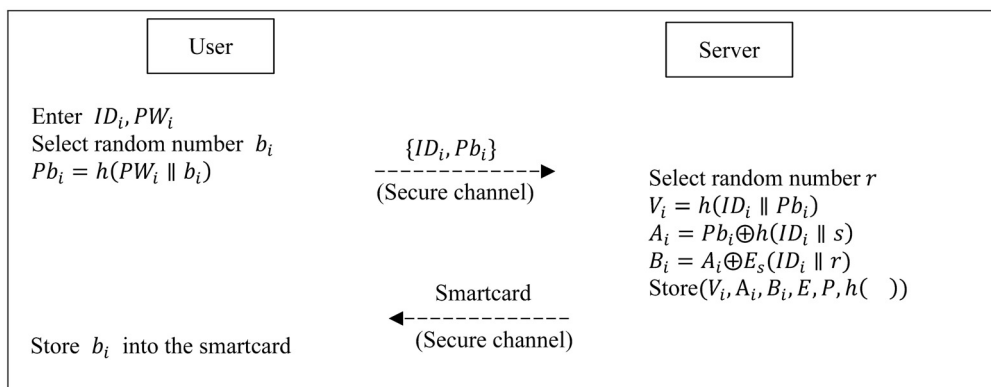 User
Server
Enter ID_i, PW_i
Select random number b_i
Pb_i = h(PW_i ∥ b_i)
{ID_i, Pb_i}
(Secure channel)
Select random number r
V_i = h(ID_i ∥ Pb_i)
A_i = Pb_i⊕h(ID_i ∥ s)
B_i = A_i⊕E_s(ID_i ∥ r)
Store(V_i, A_i, B_i, E, P, h( ))
Smartcard
(Secure channel)
Store b_i into the smartcard